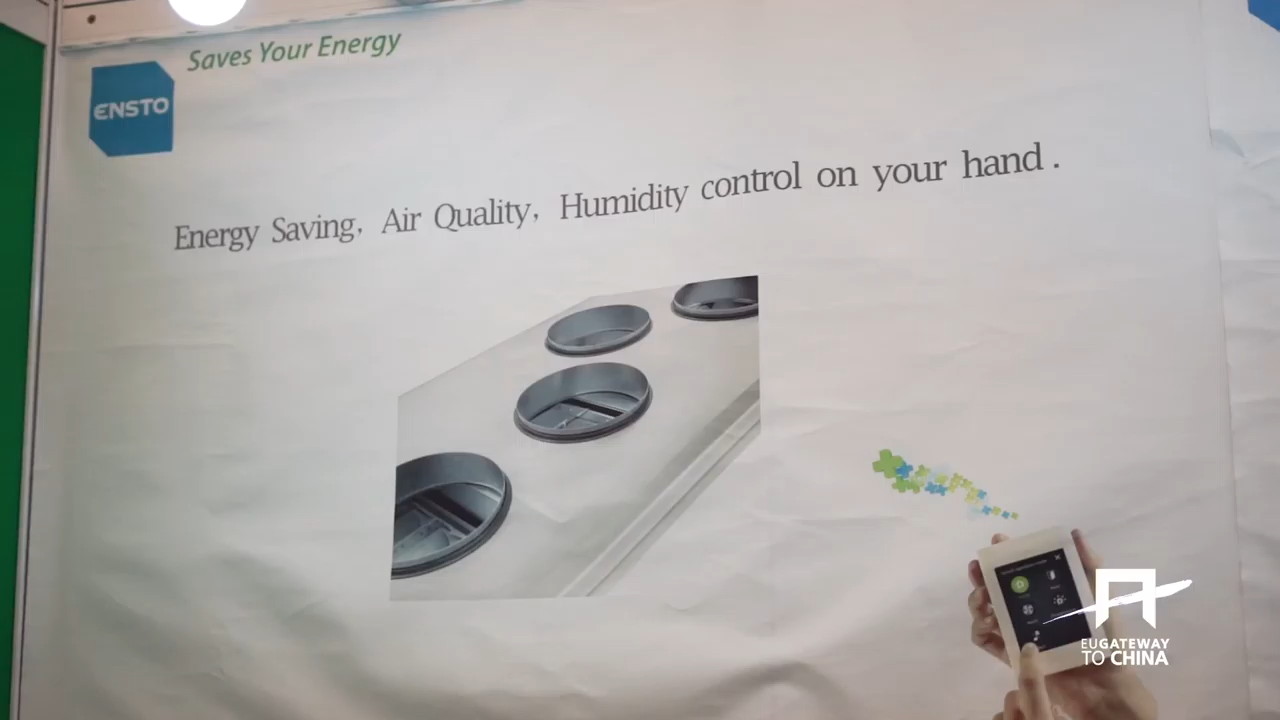 Saves Your Energy
ENSTO
Energy Saving, Air Quality, Humidity control on your hand .
EUGATEWAY
TO CHINA